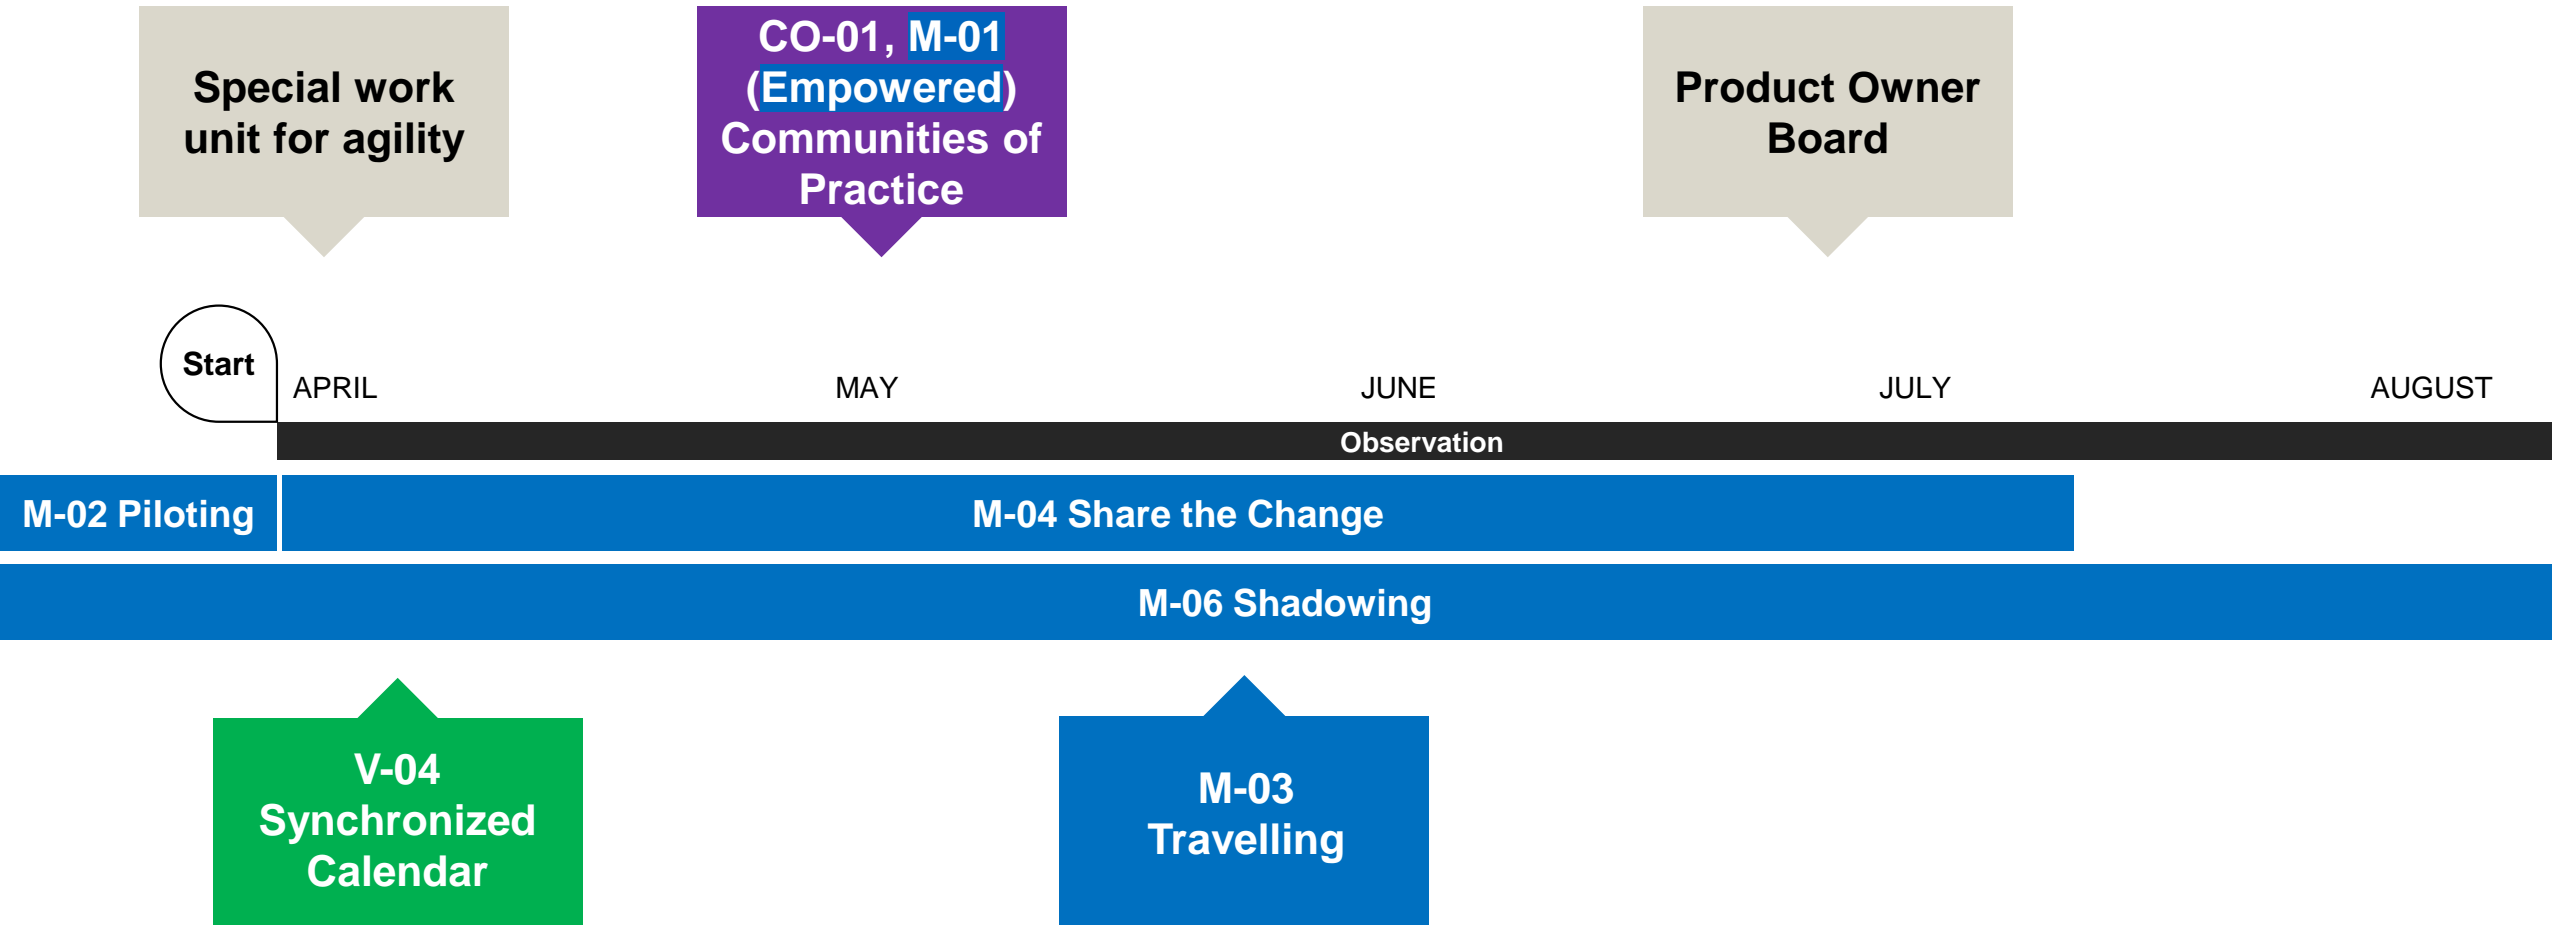 Special work
unit for agility
CO-01, M-01
(Empowered)
Communities of
Practice
Product Owner
Board
Start
APRIL
MAY
JUNE
JULY
AUGUST
Observation
M-02 Piloting
M-04 Share the Change
M-06 Shadowing
V-04
Synchronized
Calendar
M-03
Travelling